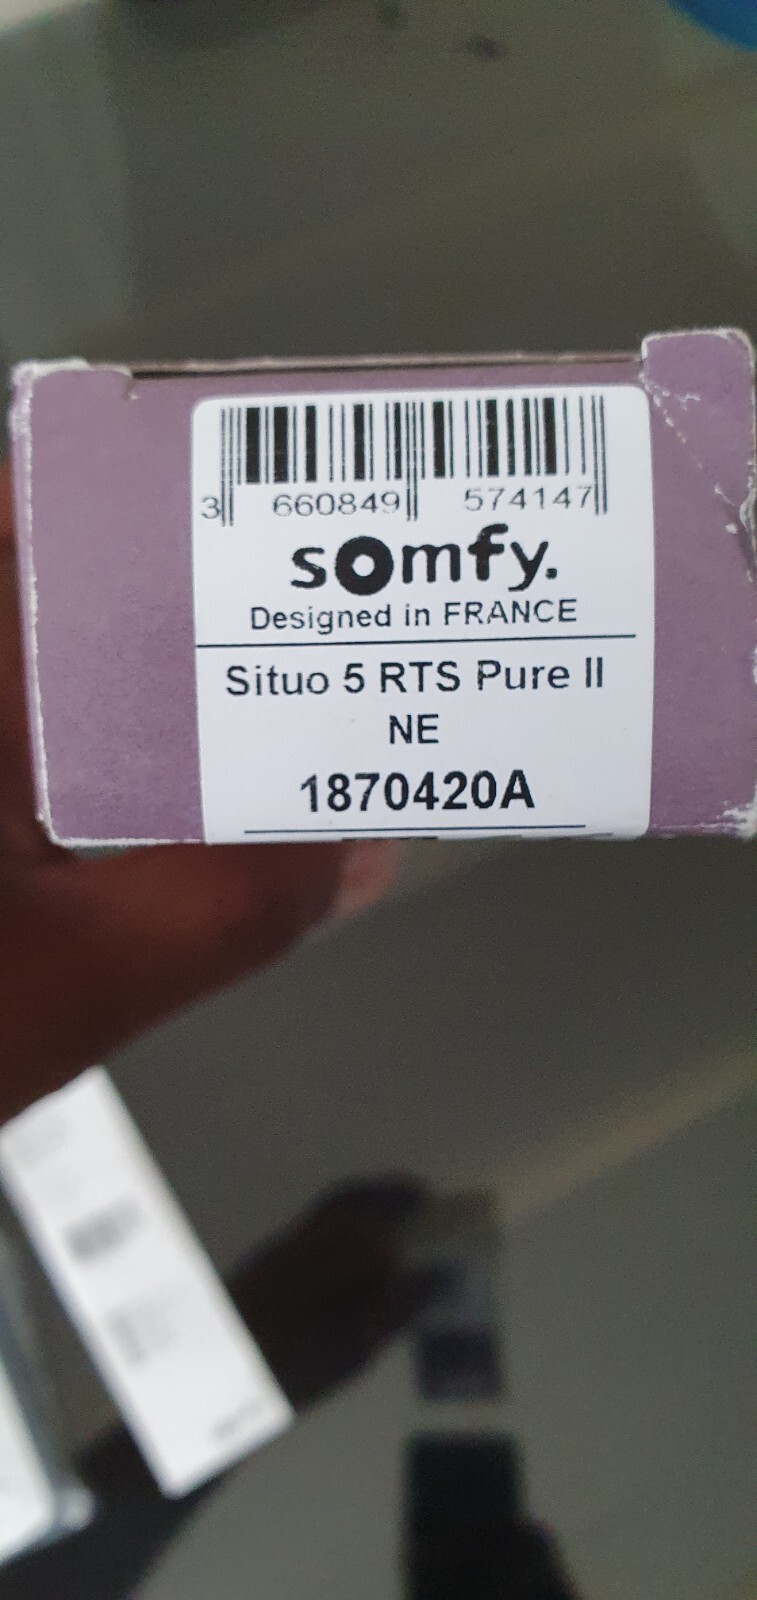 3 660849 574147
somfy.
Designed in FRANCE
Situo 5 RTS Pure II
NE
1870420A